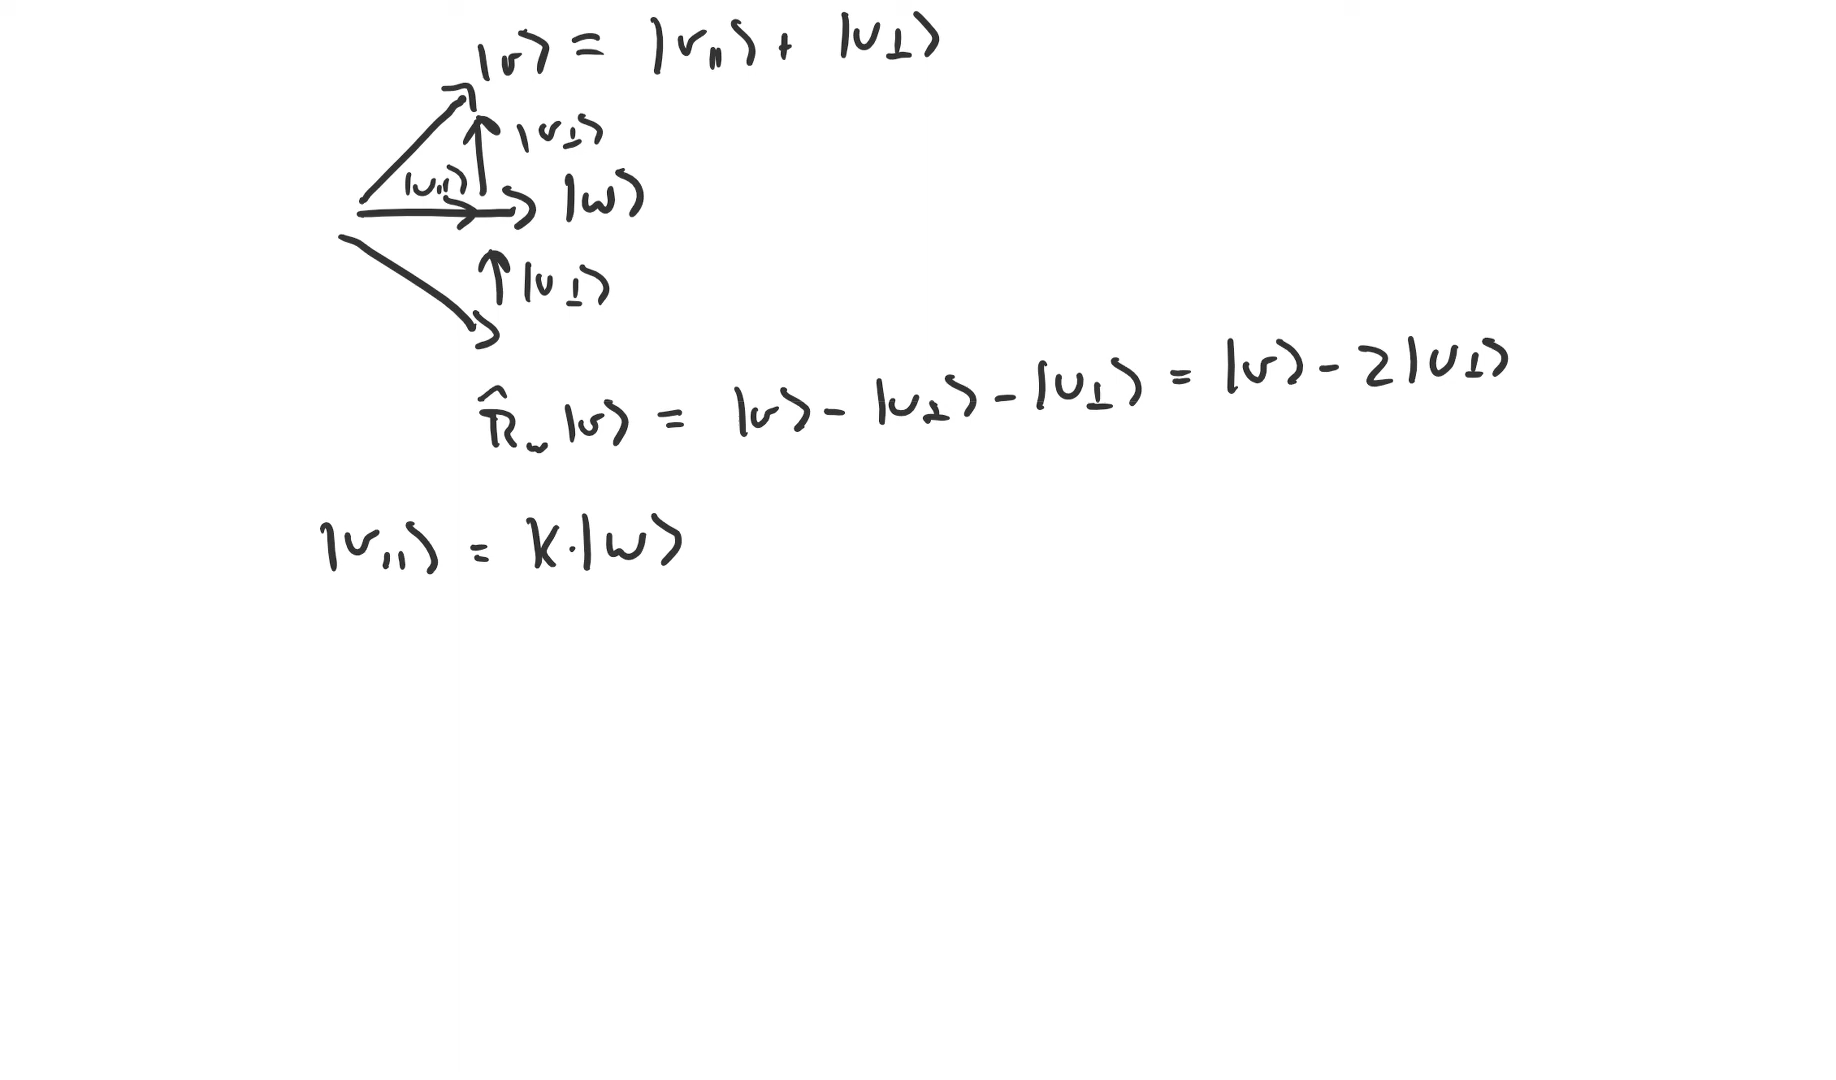 |v⟩ = |v∥⟩ + |v⊥⟩
|v⊥⟩
|v∥⟩
|w⟩
|v⊥⟩
R̂w |v⟩ = |v⟩ - |v⊥⟩ - |v⊥⟩ = |v⟩ - 2|v⊥⟩
|v∥⟩ = K·|w⟩